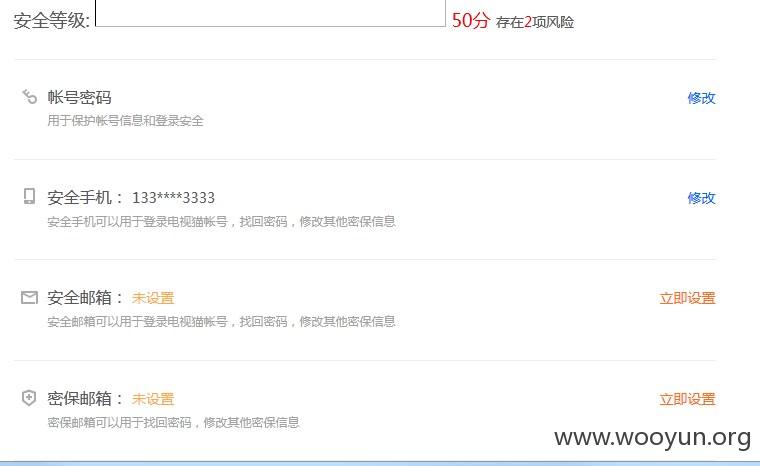 安全等级: 50分 存在2项风险
帐号密码 修改
用于保护帐号信息和登录安全
安全手机： 133****3333 修改
安全手机可以用于登录电视猫帐号，找回密码，修改其他密保信息
安全邮箱： 未设置 立即设置
安全邮箱可以用于登录电视猫帐号，找回密码，修改其他密保信息
密保邮箱： 未设置 立即设置
密保邮箱可以用于找回密码，修改其他密保信息
www.wooyun.org